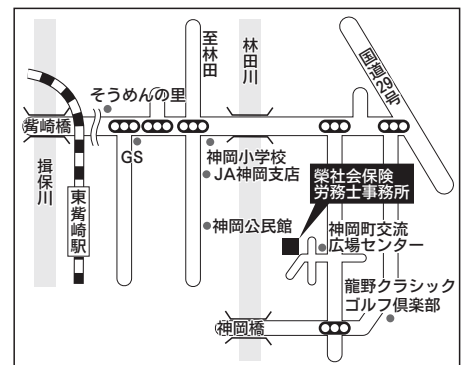 至林田
林田川
国道29号
そうめんの里
觜崎橋
揖保川
GS
東觜崎駅
神岡小学校
JA神岡支店
榮社会保険
労務士事務所
神岡公民館
神岡町交流
広場センター
龍野クラシック
ゴルフ倶楽部
神岡橋